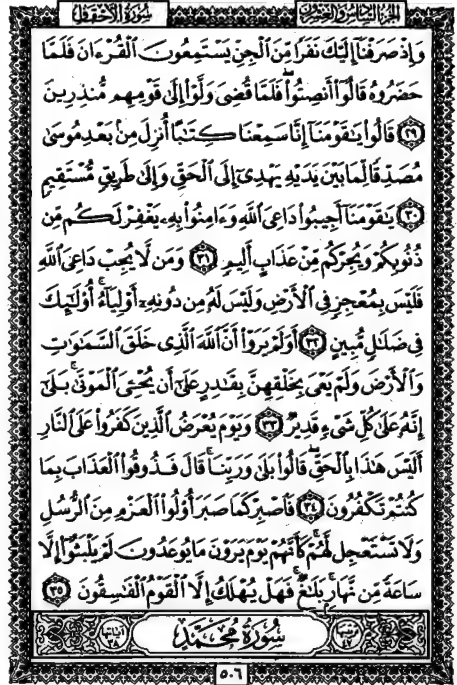 الجزء السادس والعشرون سورة الأحقاف
وَإِذْ صَرَفْنَآ إِلَيْكَ نَفَرًا مِّنَ ٱلْجِنِّ يَسْتَمِعُونَ ٱلْقُرْءَانَ فَلَمَّا
حَضَرُوهُ قَالُوٓا۟ أَنصِتُوا۟ ۖ فَلَمَّا قُضِىَ وَلَّوْا۟ إِلَىٰ قَوْمِهِم مُّنذِرِينَ
﴿٢٩﴾ قَالُوا۟ يَٰقَوْمَنَآ إِنَّا سَمِعْنَا كِتَٰبًا أُنزِلَ مِنۢ بَعْدِ مُوسَىٰ
مُصَدِّقًا لِّمَا بَيْنَ يَدَيْهِ يَهْدِىٓ إِلَى ٱلْحَقِّ وَإِلَىٰ طَرِيقٍ مُّسْتَقِيمٍ
﴿٣٠﴾ يَٰقَوْمَنَآ أَجِيبُوا۟ دَاعِىَ ٱللَّهِ وَءَامِنُوا۟ بِهِۦ يَغْفِرْ لَكُم مِّن
ذُنُوبِكُمْ وَيُجِرْكُم مِّنْ عَذَابٍ أَلِيمٍ ﴿٣١﴾ وَمَن لَّا يُجِبْ دَاعِىَ ٱللَّهِ
فَلَيْسَ بِمُعْجِزٍ فِى ٱلْأَرْضِ وَلَيْسَ لَهُۥ مِن دُونِهِۦٓ أَوْلِيَآءُ ۚ أُو۟لَٰٓئِكَ
فِى ضَلَٰلٍ مُّبِينٍ ﴿٣٢﴾ أَوَلَمْ يَرَوْا۟ أَنَّ ٱللَّهَ ٱلَّذِى خَلَقَ ٱلسَّمَٰوَٰتِ
وَٱلْأَرْضَ وَلَمْ يَعْىَ بِخَلْقِهِنَّ بِقَٰدِرٍ عَلَىٰٓ أَن يُحْۦِىَ ٱلْمَوْتَىٰ ۚ بَلَىٰٓ
إِنَّهُۥ عَلَىٰ كُلِّ شَىْءٍ قَدِيرٌ ﴿٣٣﴾ وَيَوْمَ يُعْرَضُ ٱلَّذِينَ كَفَرُوا۟ عَلَى ٱلنَّارِ
أَلَيْسَ هَٰذَا بِٱلْحَقِّ ۖ قَالُوا۟ بَلَىٰ وَرَبِّنَا ۚ قَالَ فَذُوقُوا۟ ٱلْعَذَابَ بِمَا
كُنتُمْ تَكْفُرُونَ ﴿٣٤﴾ فَٱصْبِرْ كَمَا صَبَرَ أُو۟لُوا۟ ٱلْعَزْمِ مِنَ ٱلرُّسُلِ
وَلَا تَسْتَعْجِل لَّهُمْ ۚ كَأَنَّهُمْ يَوْمَ يَرَوْنَ مَا يُوعَدُونَ لَمْ يَلْبَثُوٓا۟ إِلَّا
سَاعَةً مِّن نَّهَارٍۭ ۚ بَلَٰغٌ ۚ فَهَلْ يُهْلَكُ إِلَّا ٱلْقَوْمُ ٱلْفَٰسِقُونَ ﴿٣٥﴾
ترتيبها ٤٧ سُورَةُ مُحَمَّدٍ آياتها ٣٨
٥٠٦